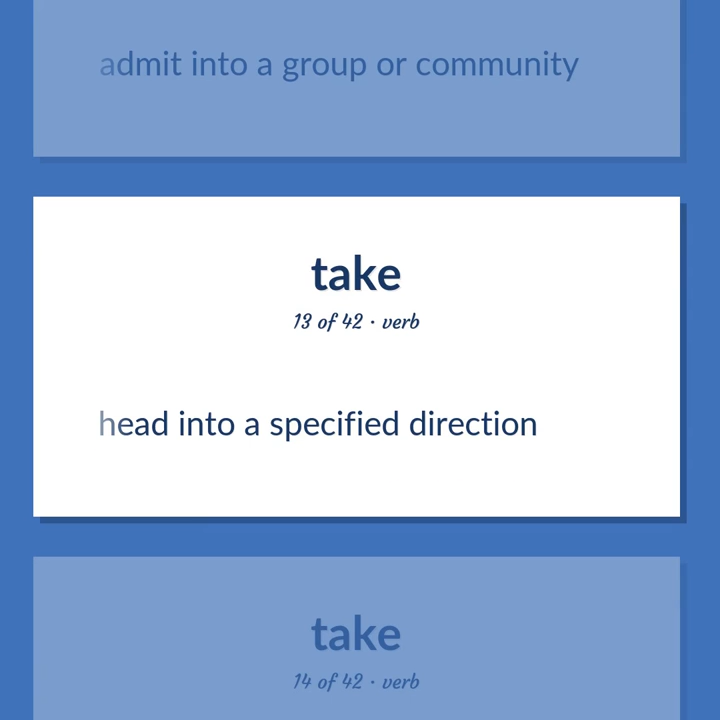 admit into a group or community
take
13 of 42 · verb
head into a specified direction
take
14 of 42 · verb